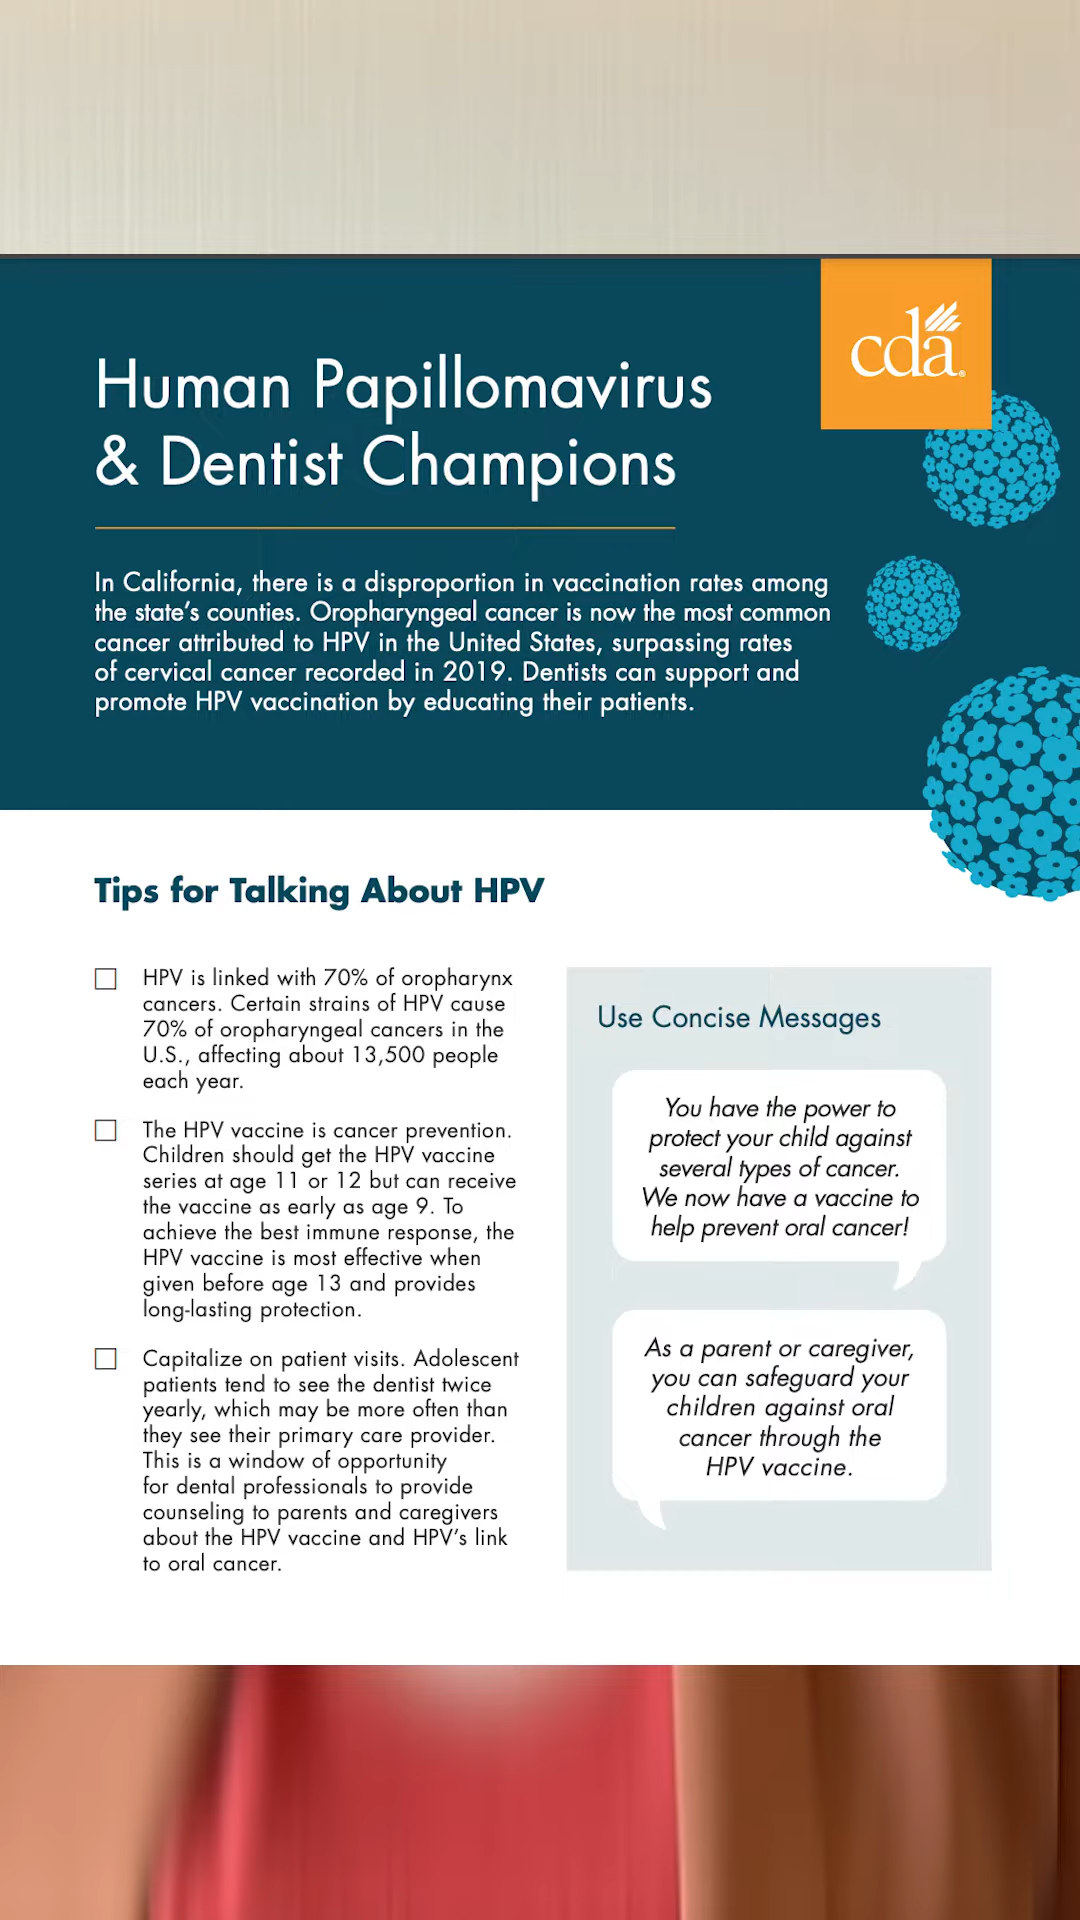 cda®
Human Papillomavirus
& Dentist Champions
In California, there is a disproportion in vaccination rates among
the state's counties. Oropharyngeal cancer is now the most common
cancer attributed to HPV in the United States, surpassing rates
of cervical cancer recorded in 2019. Dentists can support and
promote HPV vaccination by educating their patients.
Tips for Talking About HPV
HPV is linked with 70% of oropharynx
cancers. Certain strains of HPV cause
70% of oropharyngeal cancers in the
U.S., affecting about 13,500 people
each year.
The HPV vaccine is cancer prevention.
Children should get the HPV vaccine
series at age 11 or 12 but can receive
the vaccine as early as age 9. To
achieve the best immune response, the
HPV vaccine is most effective when
given before age 13 and provides
long-lasting protection.
Capitalize on patient visits. Adolescent
patients tend to see the dentist twice
yearly, which may be more often than
they see their primary care provider.
This is a window of opportunity
for dental professionals to provide
counseling to parents and caregivers
about the HPV vaccine and HPV's link
to oral cancer.
Use Concise Messages
You have the power to
protect your child against
several types of cancer.
We now have a vaccine to
help prevent oral cancer!
As a parent or caregiver,
you can safeguard your
children against oral
cancer through the
HPV vaccine.